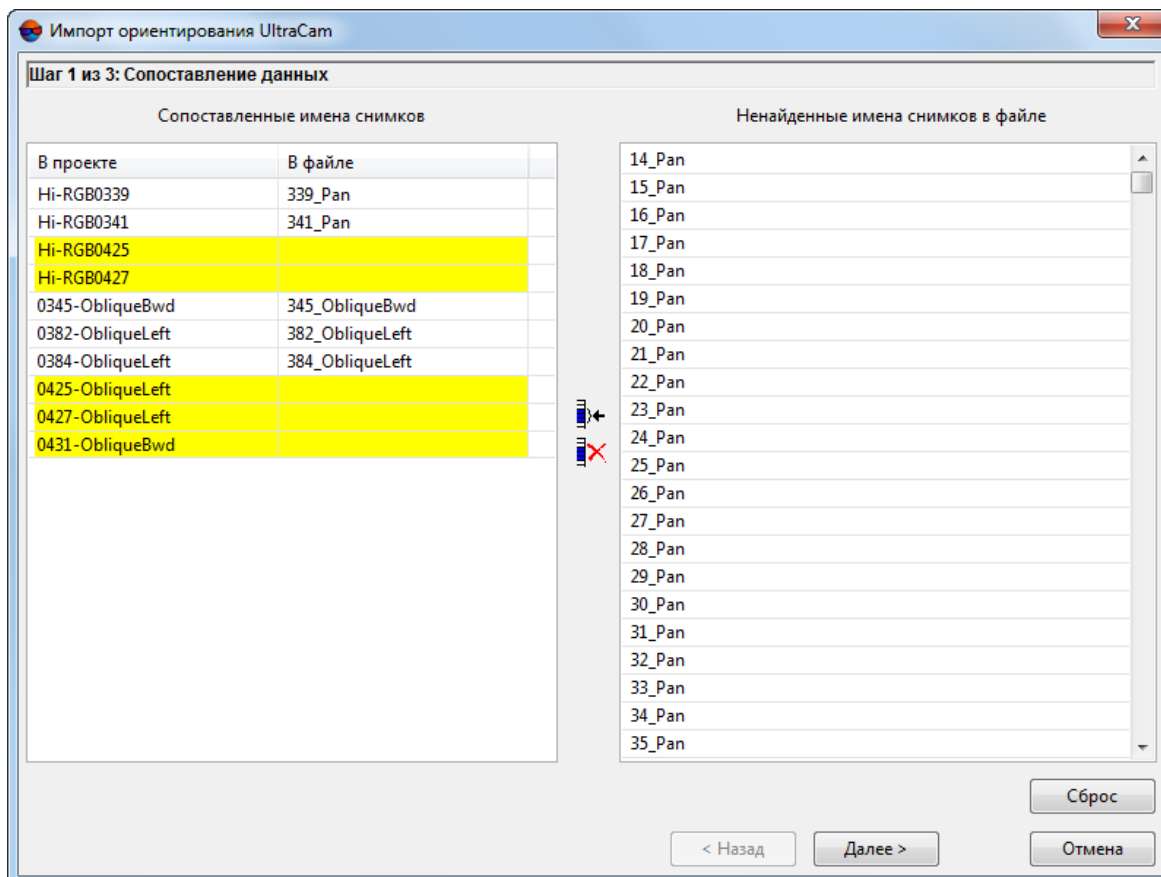 Импорт ориентирования UltraCam
Шаг 1 из 3: Сопоставление данных
Сопоставленные имена снимков
Ненайденные имена снимков в файле
В проекте В файле
Hi-RGB0339 339_Pan
Hi-RGB0341 341_Pan
Hi-RGB0425
Hi-RGB0427
0345-ObliqueBwd 345_ObliqueBwd
0382-ObliqueLeft 382_ObliqueLeft
0384-ObliqueLeft 384_ObliqueLeft
0425-ObliqueLeft
0427-ObliqueLeft
0431-ObliqueBwd
14_Pan
15_Pan
16_Pan
17_Pan
18_Pan
19_Pan
20_Pan
21_Pan
22_Pan
23_Pan
24_Pan
25_Pan
26_Pan
27_Pan
28_Pan
29_Pan
30_Pan
31_Pan
32_Pan
33_Pan
34_Pan
35_Pan
Сброс
< Назад Далее > Отмена